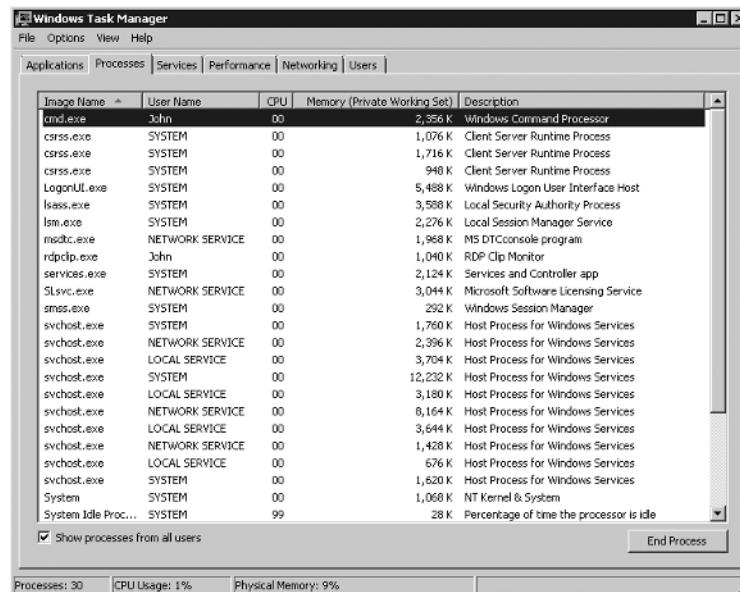 Windows Task Manager
File Options View Help
Applications Processes Services Performance Networking Users
Image Name User Name CPU Memory (Private Working Set) Description
cmd.exe John 00 2,356 K Windows Command Processor
csrss.exe SYSTEM 00 1,076 K Client Server Runtime Process
csrss.exe SYSTEM 00 1,716 K Client Server Runtime Process
csrss.exe SYSTEM 00 948 K Client Server Runtime Process
LogonUI.exe SYSTEM 00 5,488 K Windows Logon User Interface Host
lsass.exe SYSTEM 00 3,588 K Local Security Authority Process
lsm.exe SYSTEM 00 2,276 K Local Session Manager Service
msdtc.exe NETWORK SERVICE 00 1,968 K MS DTCconsole program
rdpclip.exe John 00 1,040 K RDP Clip Monitor
services.exe SYSTEM 00 2,124 K Services and Controller app
SLsvc.exe NETWORK SERVICE 00 3,044 K Microsoft Software Licensing Service
smss.exe SYSTEM 00 292 K Windows Session Manager
svchost.exe SYSTEM 00 1,760 K Host Process for Windows Services
svchost.exe NETWORK SERVICE 00 2,396 K Host Process for Windows Services
svchost.exe LOCAL SERVICE 00 3,704 K Host Process for Windows Services
svchost.exe SYSTEM 00 12,232 K Host Process for Windows Services
svchost.exe LOCAL SERVICE 00 3,180 K Host Process for Windows Services
svchost.exe NETWORK SERVICE 00 8,164 K Host Process for Windows Services
svchost.exe LOCAL SERVICE 00 3,644 K Host Process for Windows Services
svchost.exe NETWORK SERVICE 00 1,428 K Host Process for Windows Services
svchost.exe LOCAL SERVICE 00 676 K Host Process for Windows Services
svchost.exe SYSTEM 00 1,620 K Host Process for Windows Services
System SYSTEM 00 1,068 K NT Kernel & System
System Idle Proc... SYSTEM 99 28 K Percentage of time the processor is idle
Show processes from all users End Process
Processes: 30 CPU Usage: 1% Physical Memory: 9%